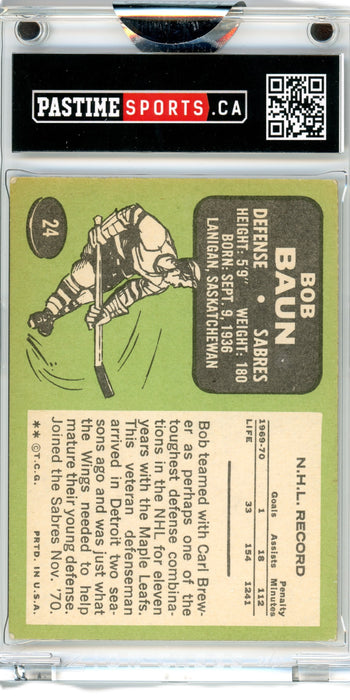 PASTIMESPORTS.CA
24
BOB
BAUN
DEFENSE • SABRES
HEIGHT: 5'9" WEIGHT: 180
BORN SEPT. 9, 1936
LANIGAN, SASKATCHEWAN
N.H.L. RECORD
Goals Assists Penalty Minutes
1969-70 1 18 112
LIFE 33 154 1241
Bob teamed with Carl Brew-
er as perhaps one of the
toughest defense combina-
tions in the NHL for eleven
years with the Maple Leafs.
This veteran defenseman
arrived in Detroit two sea-
sons ago and was just what
the Wings needed to help
mature their young defense.
Joined the Sabres Nov. '70.
** © T.C.G. PRTD. IN U.S.A.